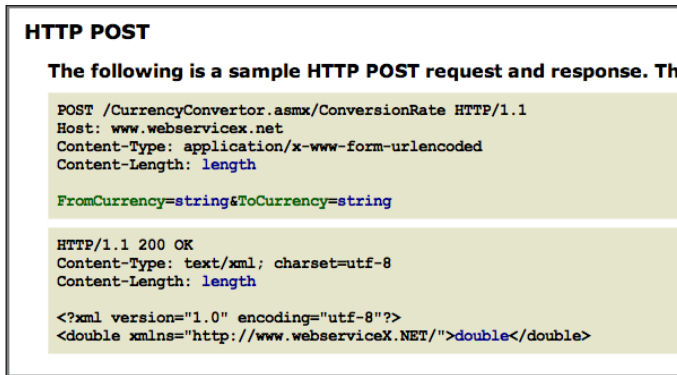 HTTP POST
The following is a sample HTTP POST request and response. Th
POST /CurrencyConvertor.asmx/ConversionRate HTTP/1.1
Host: www.webservicex.net
Content-Type: application/x-www-form-urlencoded
Content-Length: length
FromCurrency=string&ToCurrency=string
HTTP/1.1 200 OK
Content-Type: text/xml; charset=utf-8
Content-Length: length
<?xml version="1.0" encoding="utf-8"?>
<double xmlns="http://www.webserviceX.NET/">double</double>